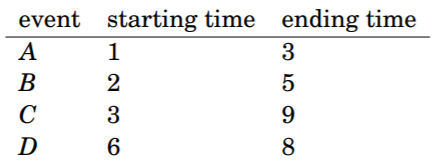 event starting time ending time
A 1 3
B 2 5
C 3 9
D 6 8